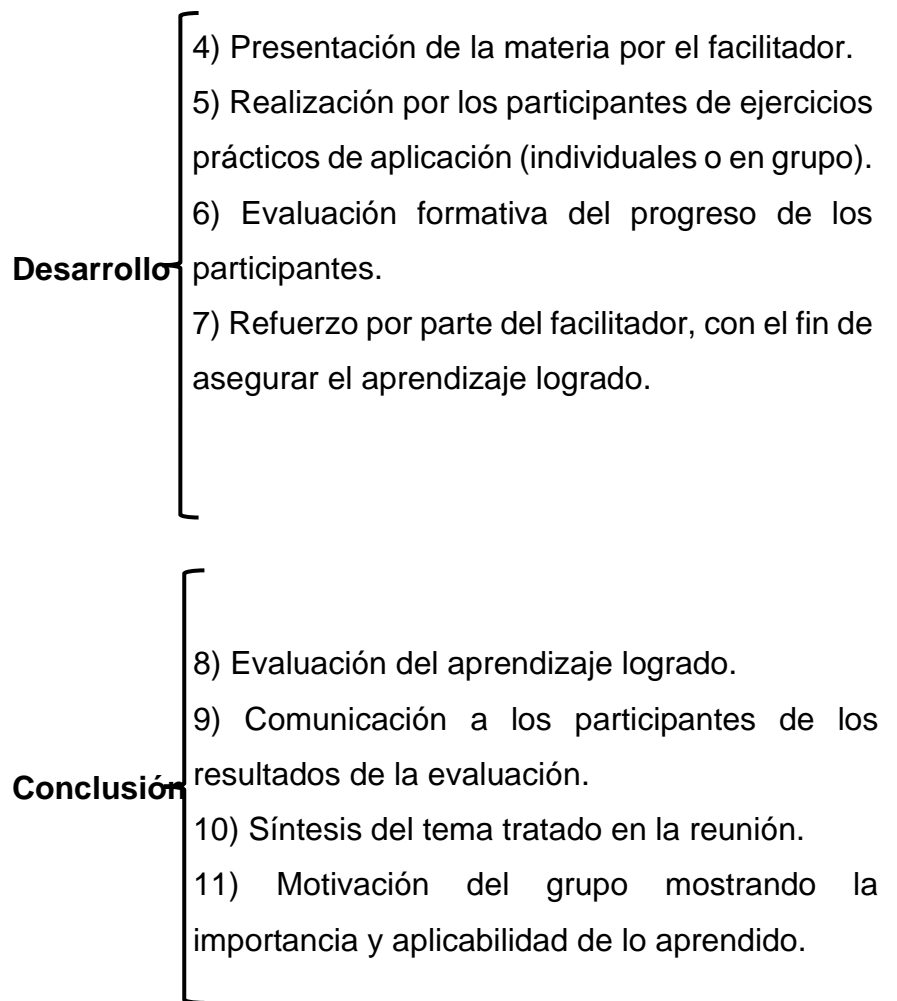 4) Presentación de la materia por el facilitador.
5) Realización por los participantes de ejercicios
prácticos de aplicación (individuales o en grupo).
6) Evaluación formativa del progreso de los
Desarrollo participantes.
7) Refuerzo por parte del facilitador, con el fin de
asegurar el aprendizaje logrado.
8) Evaluación del aprendizaje logrado.
9) Comunicación a los participantes de los
Conclusión resultados de la evaluación.
10) Síntesis del tema tratado en la reunión.
11) Motivación del grupo mostrando la
importancia y aplicabilidad de lo aprendido.